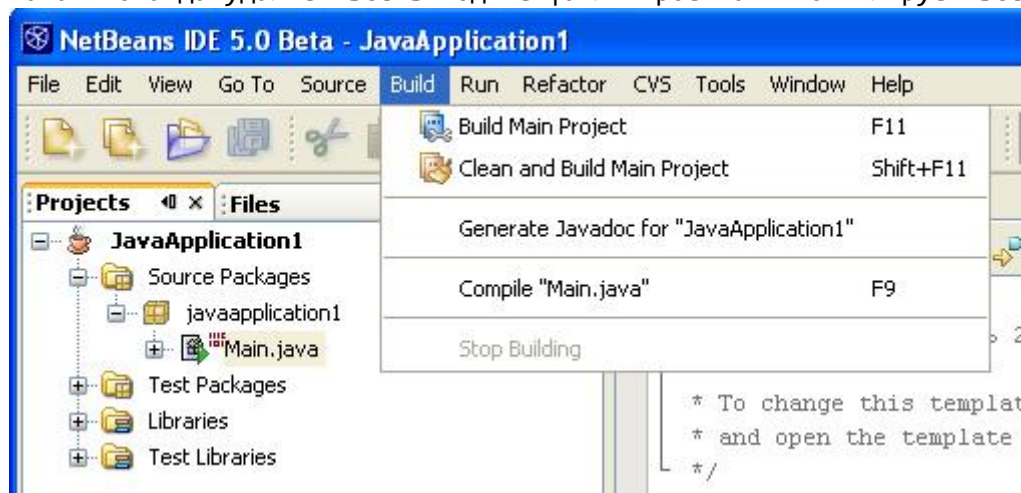 NetBeans IDE 5.0 Beta - JavaApplication1
File Edit View Go To Source Build Run Refactor CVS Tools Window Help
Build Main Project F11
Clean and Build Main Project Shift+F11
Projects Files
Generate Javadoc for "JavaApplication1"
JavaApplication1
Source Packages
Compile "Main.java" F9
javaapplication1
Main.java
Stop Building
Test Packages
* To change this templat
Libraries
* and open the template
Test Libraries
*/